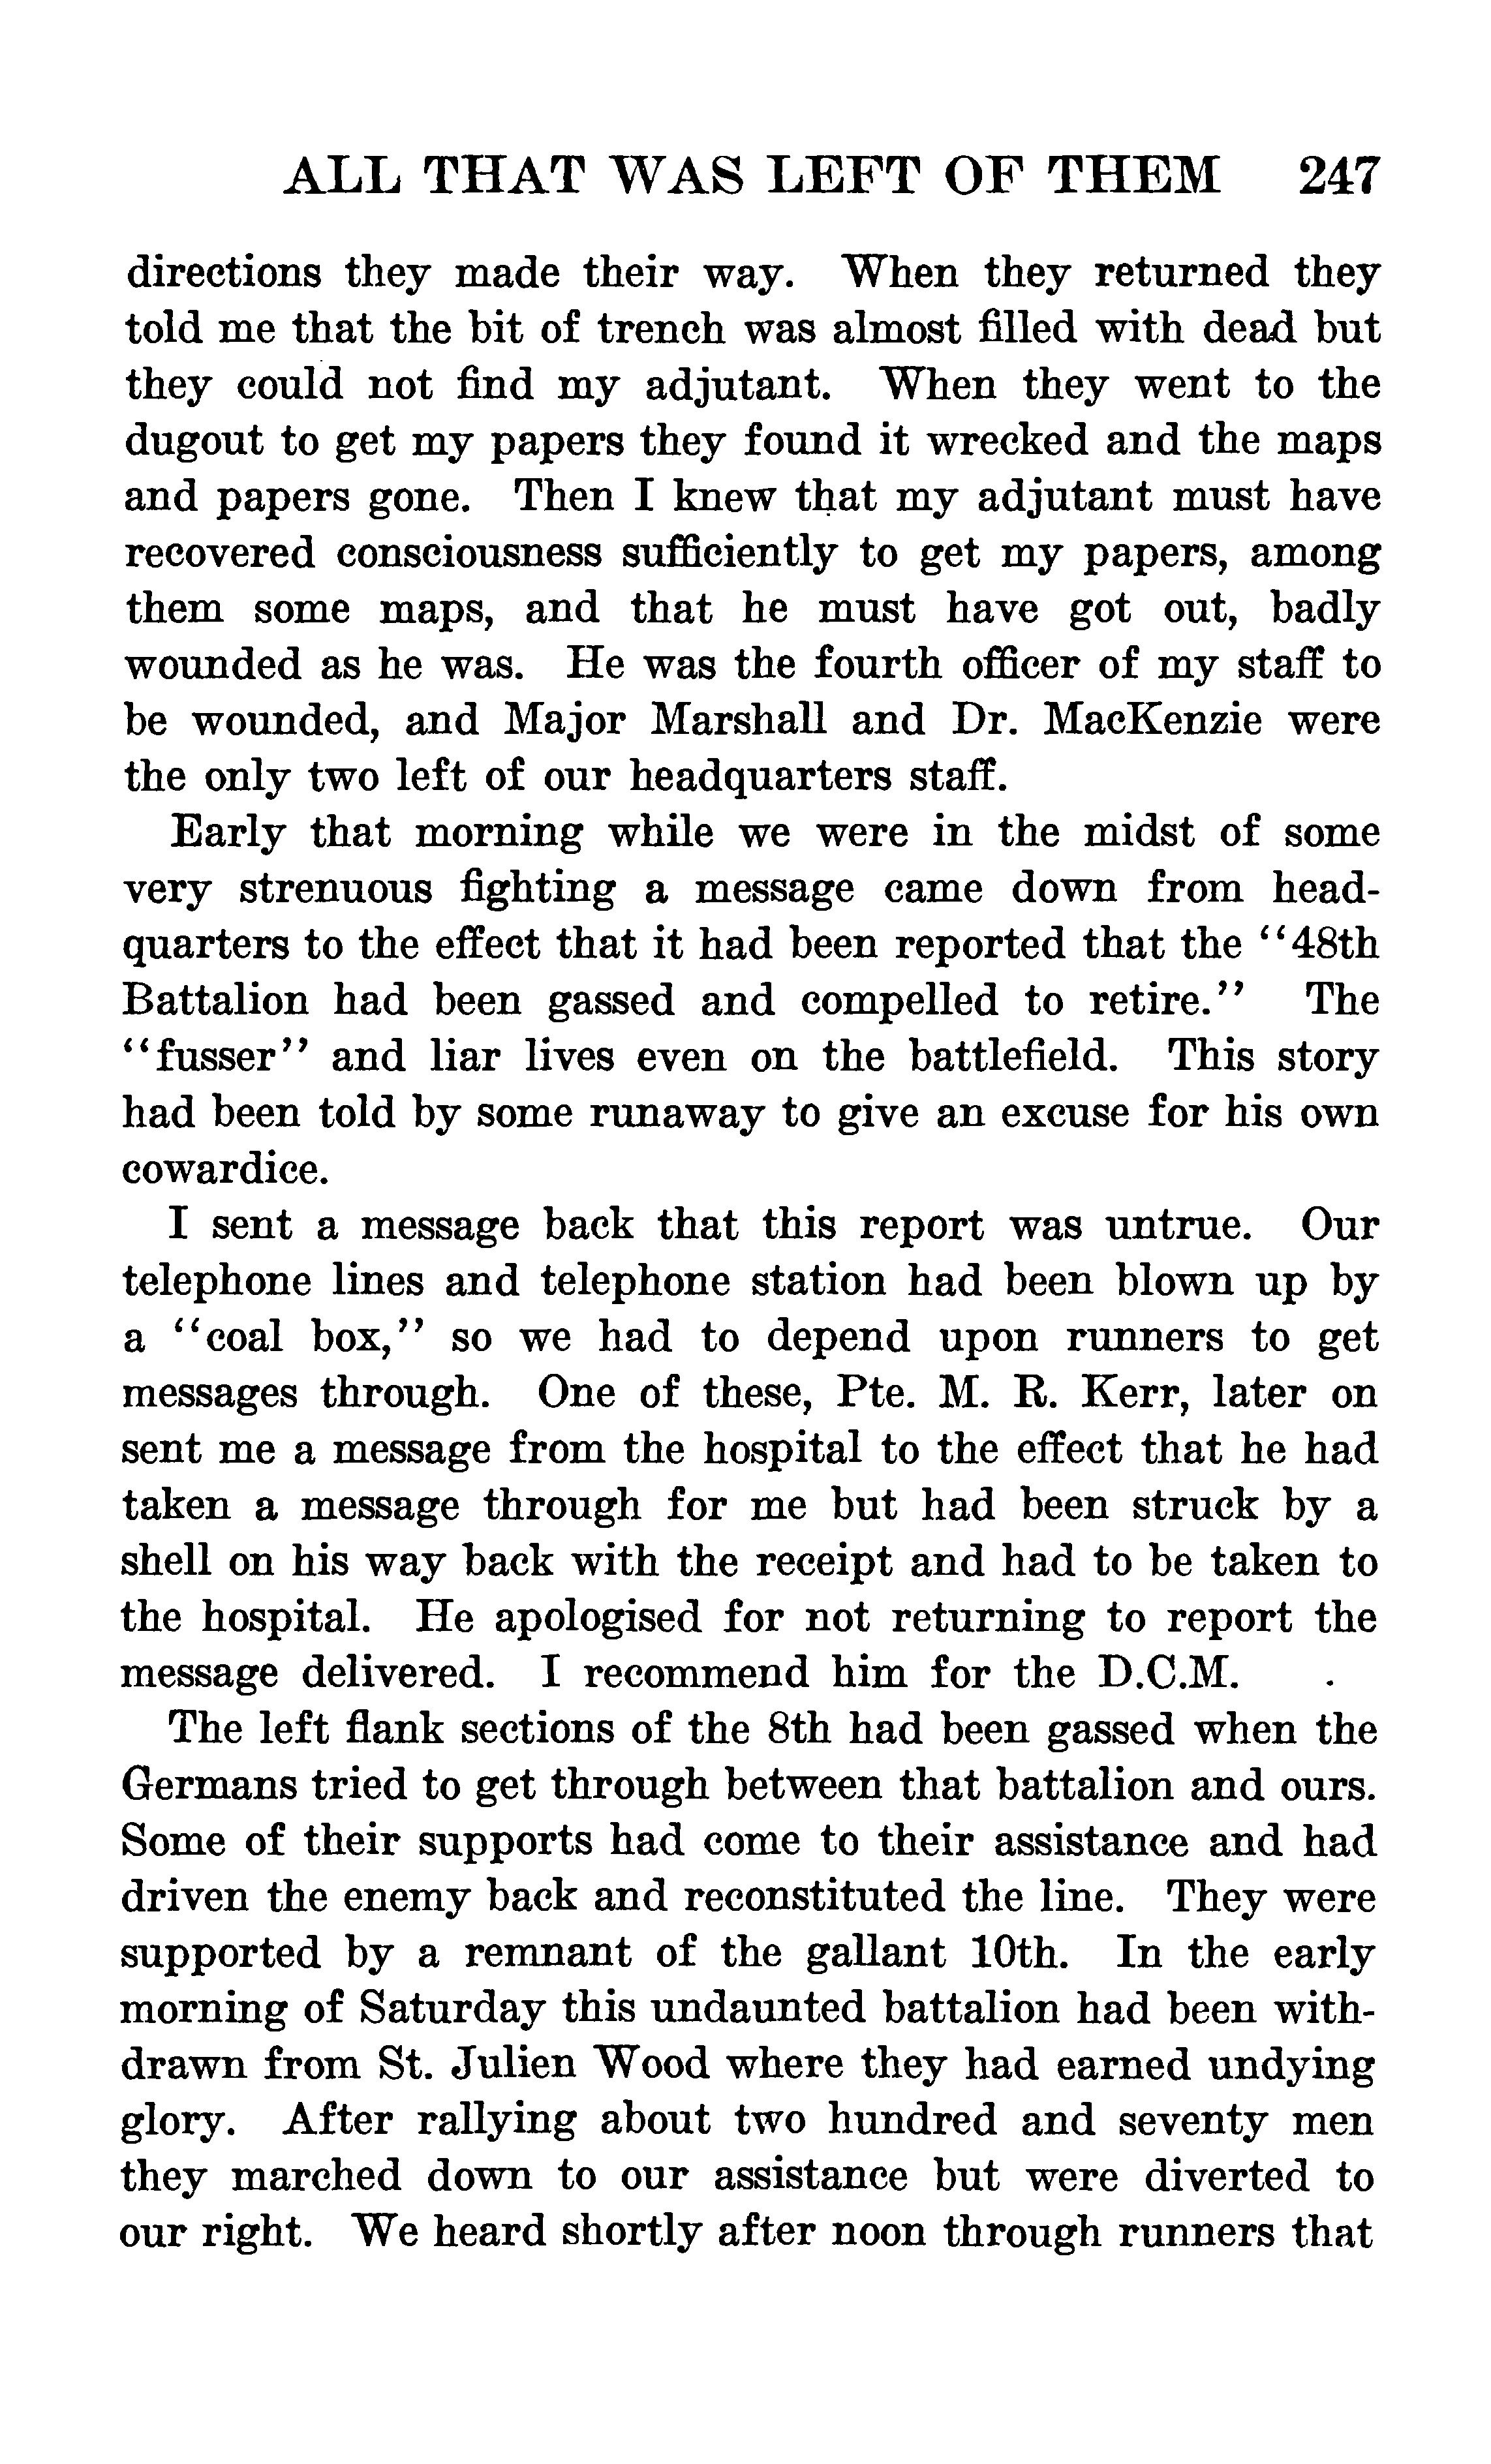 ALL THAT WAS LEFT OF THEM 247
directions they made their way. When they returned they
told me that the bit of trench was almost filled with dead but
they could not find my adjutant. When they went to the
dugout to get my papers they found it wrecked and the maps
and papers gone. Then I knew that my adjutant must have
recovered consciousness sufficiently to get my papers, among
them some maps, and that he must have got out, badly
wounded as he was. He was the fourth officer of my staff to
be wounded, and Major Marshall and Dr. MacKenzie were
the only two left of our headquarters staff.
Early that morning while we were in the midst of some
very strenuous fighting a message came down from head-
quarters to the effect that it had been reported that the "48th
Battalion had been gassed and compelled to retire." The
"fusser" and liar lives even on the battlefield. This story
had been told by some runaway to give an excuse for his own
cowardice.
I sent a message back that this report was untrue. Our
telephone lines and telephone station had been blown up by
a "coal box," so we had to depend upon runners to get
messages through. One of these, Pte. M. R. Kerr, later on
sent me a message from the hospital to the effect that he had
taken a message through for me but had been struck by a
shell on his way back with the receipt and had to be taken to
the hospital. He apologised for not returning to report the
message delivered. I recommend him for the D.C.M.
The left flank sections of the 8th had been gassed when the
Germans tried to get through between that battalion and ours.
Some of their supports had come to their assistance and had
driven the enemy back and reconstituted the line. They were
supported by a remnant of the gallant 10th. In the early
morning of Saturday this undaunted battalion had been with-
drawn from St. Julien Wood where they had earned undying
glory. After rallying about two hundred and seventy men
they marched down to our assistance but were diverted to
our right. We heard shortly after noon through runners that